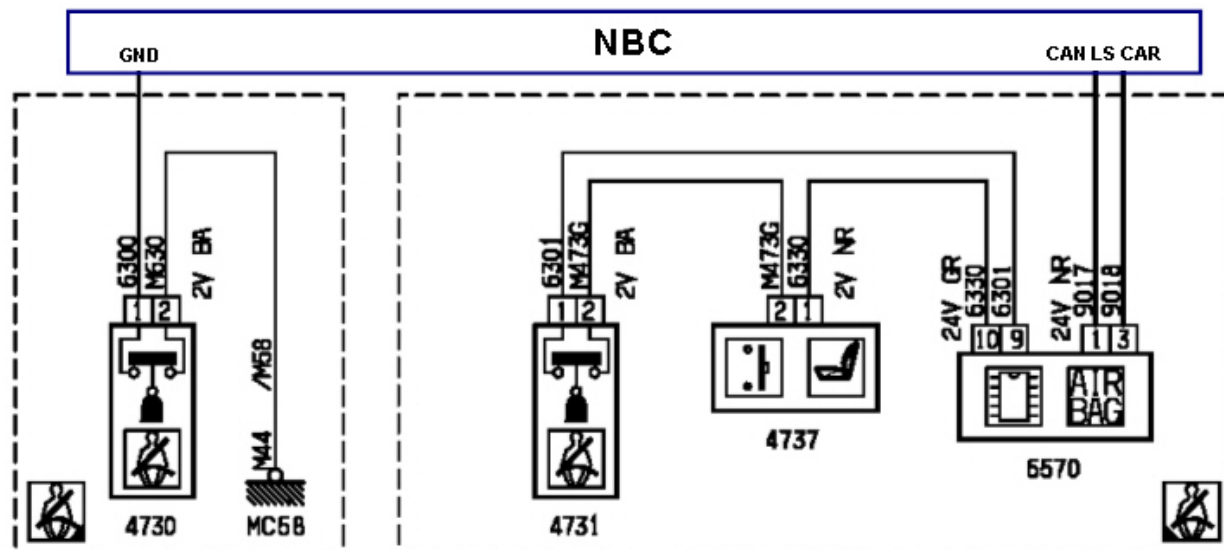 NBC
GND
CAN LS CAR
6300
M630
2V BA
1 2
4730
/M58
M44
MC58
6301
M473G
2V BA
1 2
4731
M473G
6330
2V NR
2 1
4737
24V GR
6330
6301
24V NR
9017
9018
10 9
1 3
AIR
BAG
6570